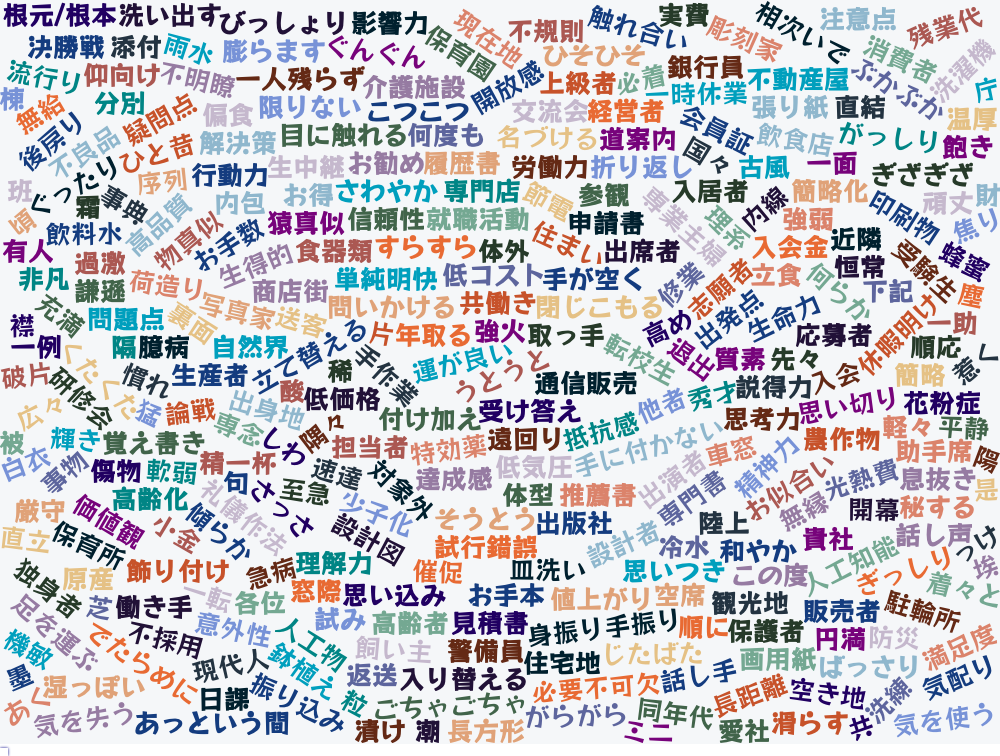 根元/根本 洗い出す びっしょり 影響力 現在地 不規則 触れ合い 実費 彫刻家 相次いで 注意点 残業代
決勝戦 添付 雨水 膨らます ぐんぐん 保育園 ひそひそ 銀行員 消費者 洗濯機
流行り 仰向け 不明瞭 一人残らず 介護施設 開放感 上級者 必着 一時休業 不動産屋 ぷかぷか 庁
棟 無給 分別 疑問点 偏食 限りない こつこつ 交流会 経営者 会員証 張り紙 直結 温厚
後戻り 不良品 ひと昔 解決策 目に触れる 何度も 名づける 道案内 国々 飲食店 がっしり 飽き
班 ぐったり 事典 序列 行動力 生中継 お勧め 履歴書 労働力 折り返し 古風 一面 ぎざぎざ
霜 高品質 内包 お得 さわやか 専門店 節電 参観 専業主婦 入居者 内線 簡略化 印刷物 頑丈 財
頃 飲料水 物真似 お手数 猿真似 信頼性 就職活動 申請書 理系 強弱 焦り
有人 過激 生得的 食器類 すらすら 体外 住まい 出席者 入会金 近隣 受験生 蜂蜜
非凡 謙遜 荷造り 商店街 単純明快 低コスト 手が空く 修業 志願者 立食 何らか 恒常 下記 塵
充満 問題点 裏面 写真家 送客 問いかける 共働き 閉じこもる 高め 出発点 生命力 休暇明け 一助
襟 一例 くたくた 隔 臆病 自然界 立て替える 片年取る 強火 取っ手 転校生 退出 質素 先々 応募者 順応 煮く
破片 研修会 慣れ 生産者 稀 手作業 運が良い うとうと 通信販売 説得力 入会 簡略
広々 猛 論戦 出身地 酸 低価格 付け加え 受け答え 他者 秀才 思考力 思い切り 花粉症
被 輝き 覚え書き 専念 しわ 隅々 担当者 特効薬 遠回り 抵抗感 手に付かない 車窓 農作物 軽々 平静
白衣 事物 傷物 軟弱 精一杯 速達 対象外 達成感 低気圧 出演者 専門書 精神力 お似合い 光熱費 助手席 息抜き 陽
厳守 価値観 高齢化 礼儀作法 句 さっさ 至急 少子化 体型 推薦書 無縁 開幕 秘する 是
直立 保育所 小金 傾らか 設計図 そうとう 出版社 設計者 陸上 貴社 話し声
独身者 原産 飾り付け 急病 理解力 試行錯誤 催促 皿洗い 冷水 和やか 思いつき この度 人工知能 ぎっしり っけ 埃
足を運ぶ 芝 働き手 一転 各位 窓際 思い込み お手本 値上がり 空席 観光地 販売者 駐輪所 着々と
機敏 でたらめに 不採用 意外性 人工物 試み 高齢者 見積書 身振り手振り 順に 保護者 円満 防災 満足度
墨 湿っぽい 現代人 鉢植え 飼い主 警備員 住宅地 じたばた 画用紙 ばっさり 気配り
あく 気を失う 日課 振り込み 粒 返送 入り替える 必要不可欠 話し手 長距離 空き地 洗練
あっという間 漬け 潮 ごちゃごちゃ 長方形 がらがら ミニ 同年代 愛社 滑らす 共 気を使う